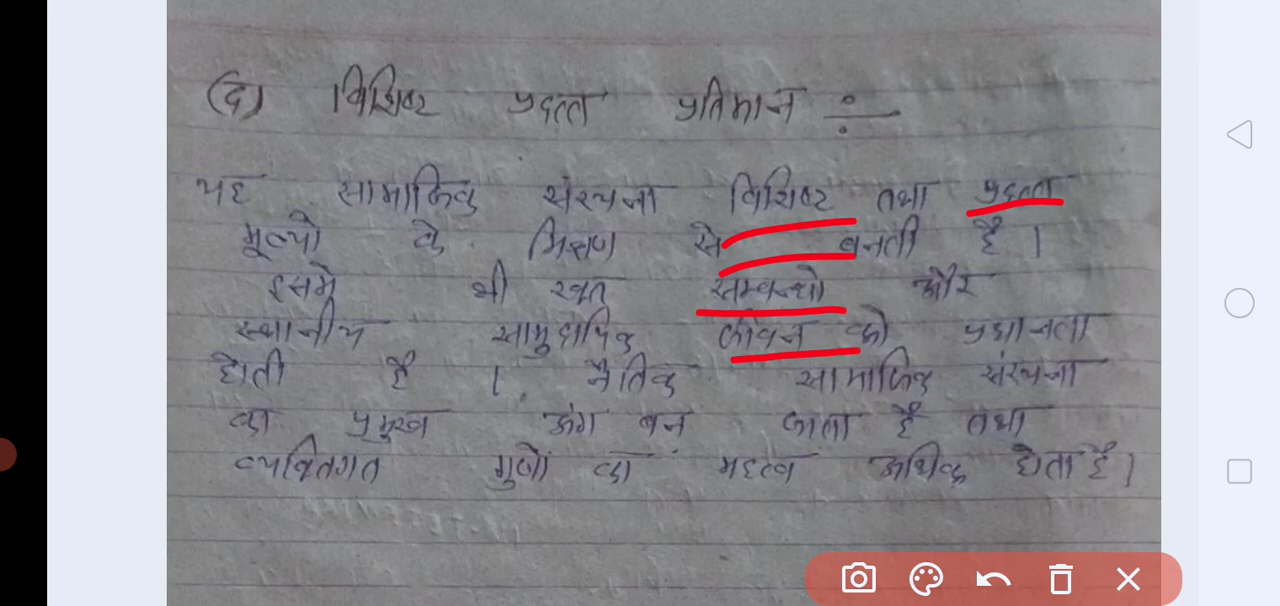 (द) विशिष्ट प्रदत्त प्रतिमान ÷
यह सामाजिक संरचना विशिष्ट तथा प्रदत्त
मूल्यो के मिश्रण से बनती है ।
इसमे भी रक्त सम्बन्धो और
स्थानीय सामुदायिक जीवन को प्रधानता
होती है । नैतिक सामाजिक संरचना
का प्रमुख अंग बन जाता है तथा
व्यक्तिगत गुणो का महत्व अधिक होता है ।